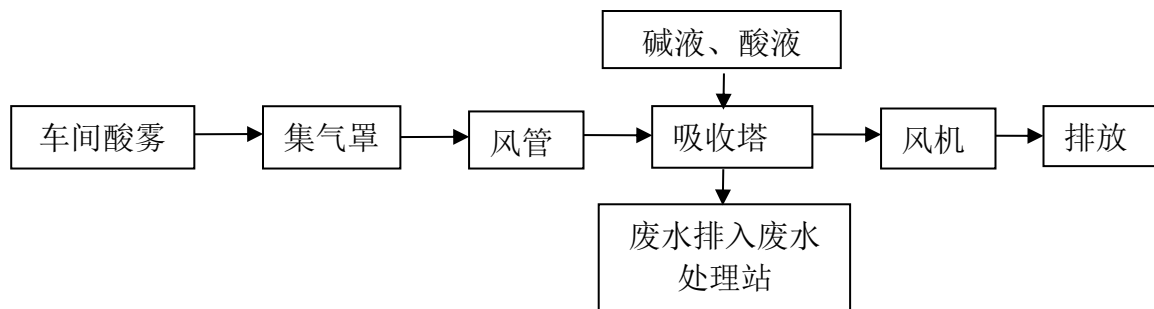 碱液、酸液
车间酸雾
集气罩
风管
吸收塔
风机
排放
废水排入废水
处理站